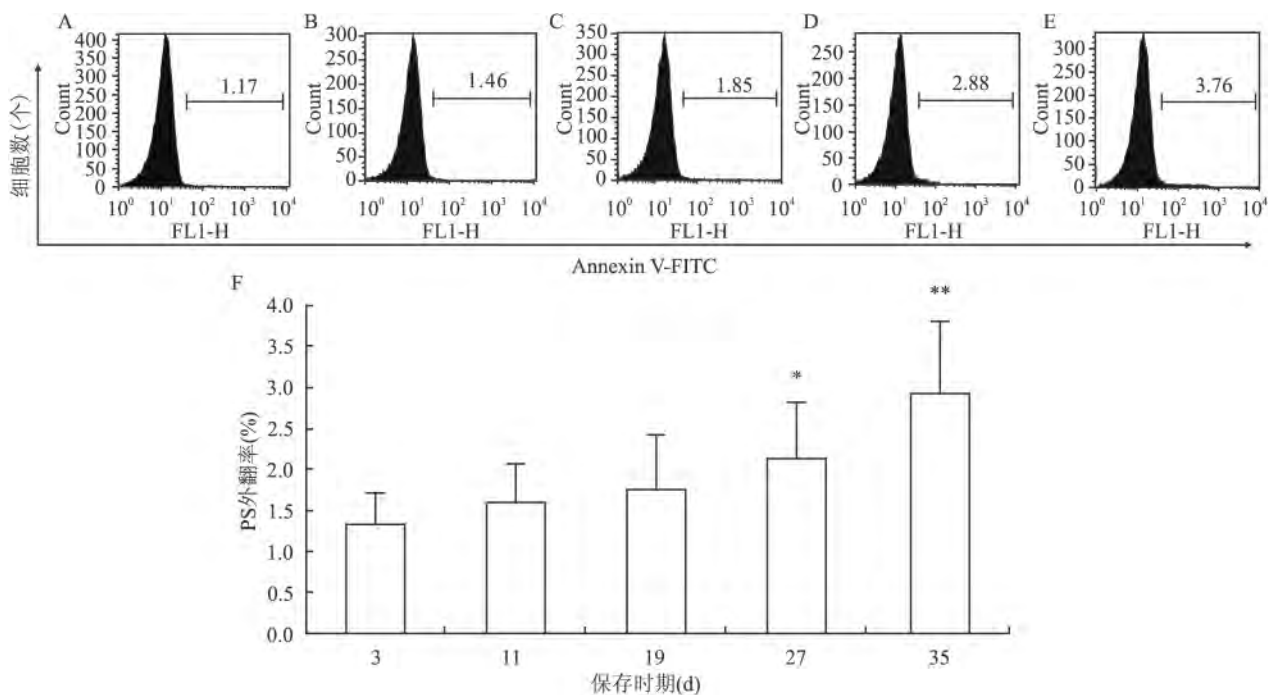 A
B
C
D
E
细胞数(个)
Count
400
350
300
250
200
150
100
50
0
1.17
10⁰ 10¹ 10² 10³ 10⁴
FL1-H
Count
300
250
200
150
100
50
0
1.46
10⁰ 10¹ 10² 10³ 10⁴
FL1-H
Count
350
300
250
200
150
100
50
0
1.85
10⁰ 10¹ 10² 10³ 10⁴
FL1-H
Count
250
200
150
100
50
0
2.88
10⁰ 10¹ 10² 10³ 10⁴
FL1-H
Count
300
250
200
150
100
50
0
3.76
10⁰ 10¹ 10² 10³ 10⁴
FL1-H
Annexin V-FITC
F
PS外翻率(%)
4.0
3.5
3.0
2.5
2.0
1.5
1.0
0.5
0.0
*
**
3 11 19 27 35
保存时期(d)